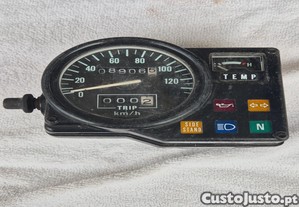 60 80 100
40 120
20
0
TRIP
km/h
H
TEMP
SIDE
STAND
N
CustoJusto.pt